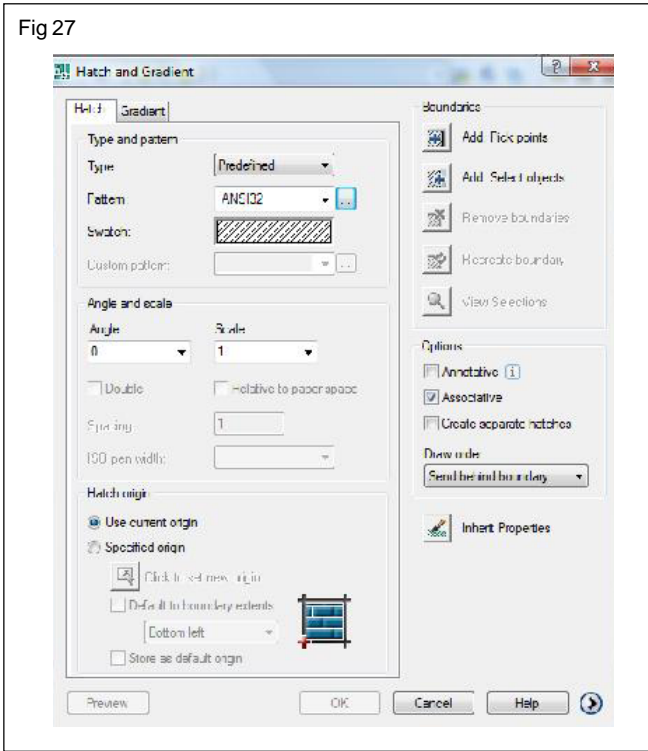 Fig 27
Hatch and Gradient
Hatch
Gradient
Type and pattern
Type
Predefined
Pattern
ANSI32
Swatch:
Custom pattern:
Angle and scale
Angle
Scale
0
1
Double
Relative to paper space
Spacing
1
ISO pen width:
Hatch origin
Use current origin
Specified origin
Click to set new origin
Default to boundary extents
Bottom left
Store as default origin
Boundaries
Add Pick points
Add Select objects
Remove boundaries
Recreate boundary
View Selections
Options
Annotative
Associative
Create separate hatches
Draw order
Send behind boundary
Inherit Properties
Preview
OK
Cancel
Help